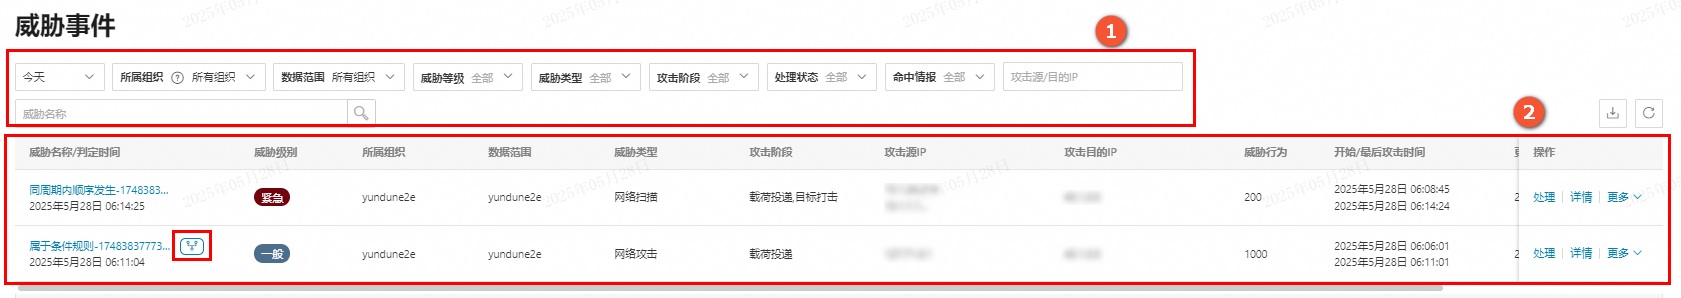 威胁事件
1
今天 所属组织 ? 所有组织 数据范围 所有组织 威胁等级 全部 威胁类型 全部 攻击阶段 全部 处理状态 全部 命中情报 全部 攻击源/目的IP
威胁名称
2
威胁名称/判定时间 威胁级别 所属组织 数据范围 威胁类型 攻击阶段 攻击源IP 攻击目的IP 威胁行为 开始/最后攻击时间 操作
同周期内顺序发生-1748383... 紧急 yundune2e yundune2e 网络扫描 载荷投递,目标打击 200 2025年5月28日 06:08:45 2 处理 详情 更多
2025年5月28日 06:14:25 2025年5月28日 06:14:24
属于条件规则-17483837773... 一般 yundune2e yundune2e 网络攻击 载荷投递 1000 2025年5月28日 06:06:01 2 处理 详情 更多
2025年5月28日 06:11:04 2025年5月28日 06:11:01
2025年05月28日